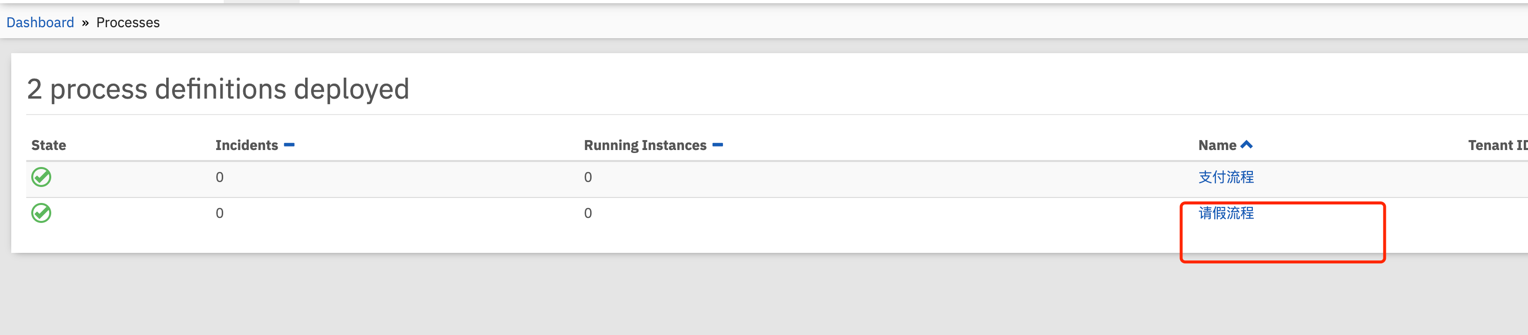 Dashboard » Processes
2 process definitions deployed
State Incidents Running Instances Name Tenant ID
0 0 支付流程
0 0 请假流程